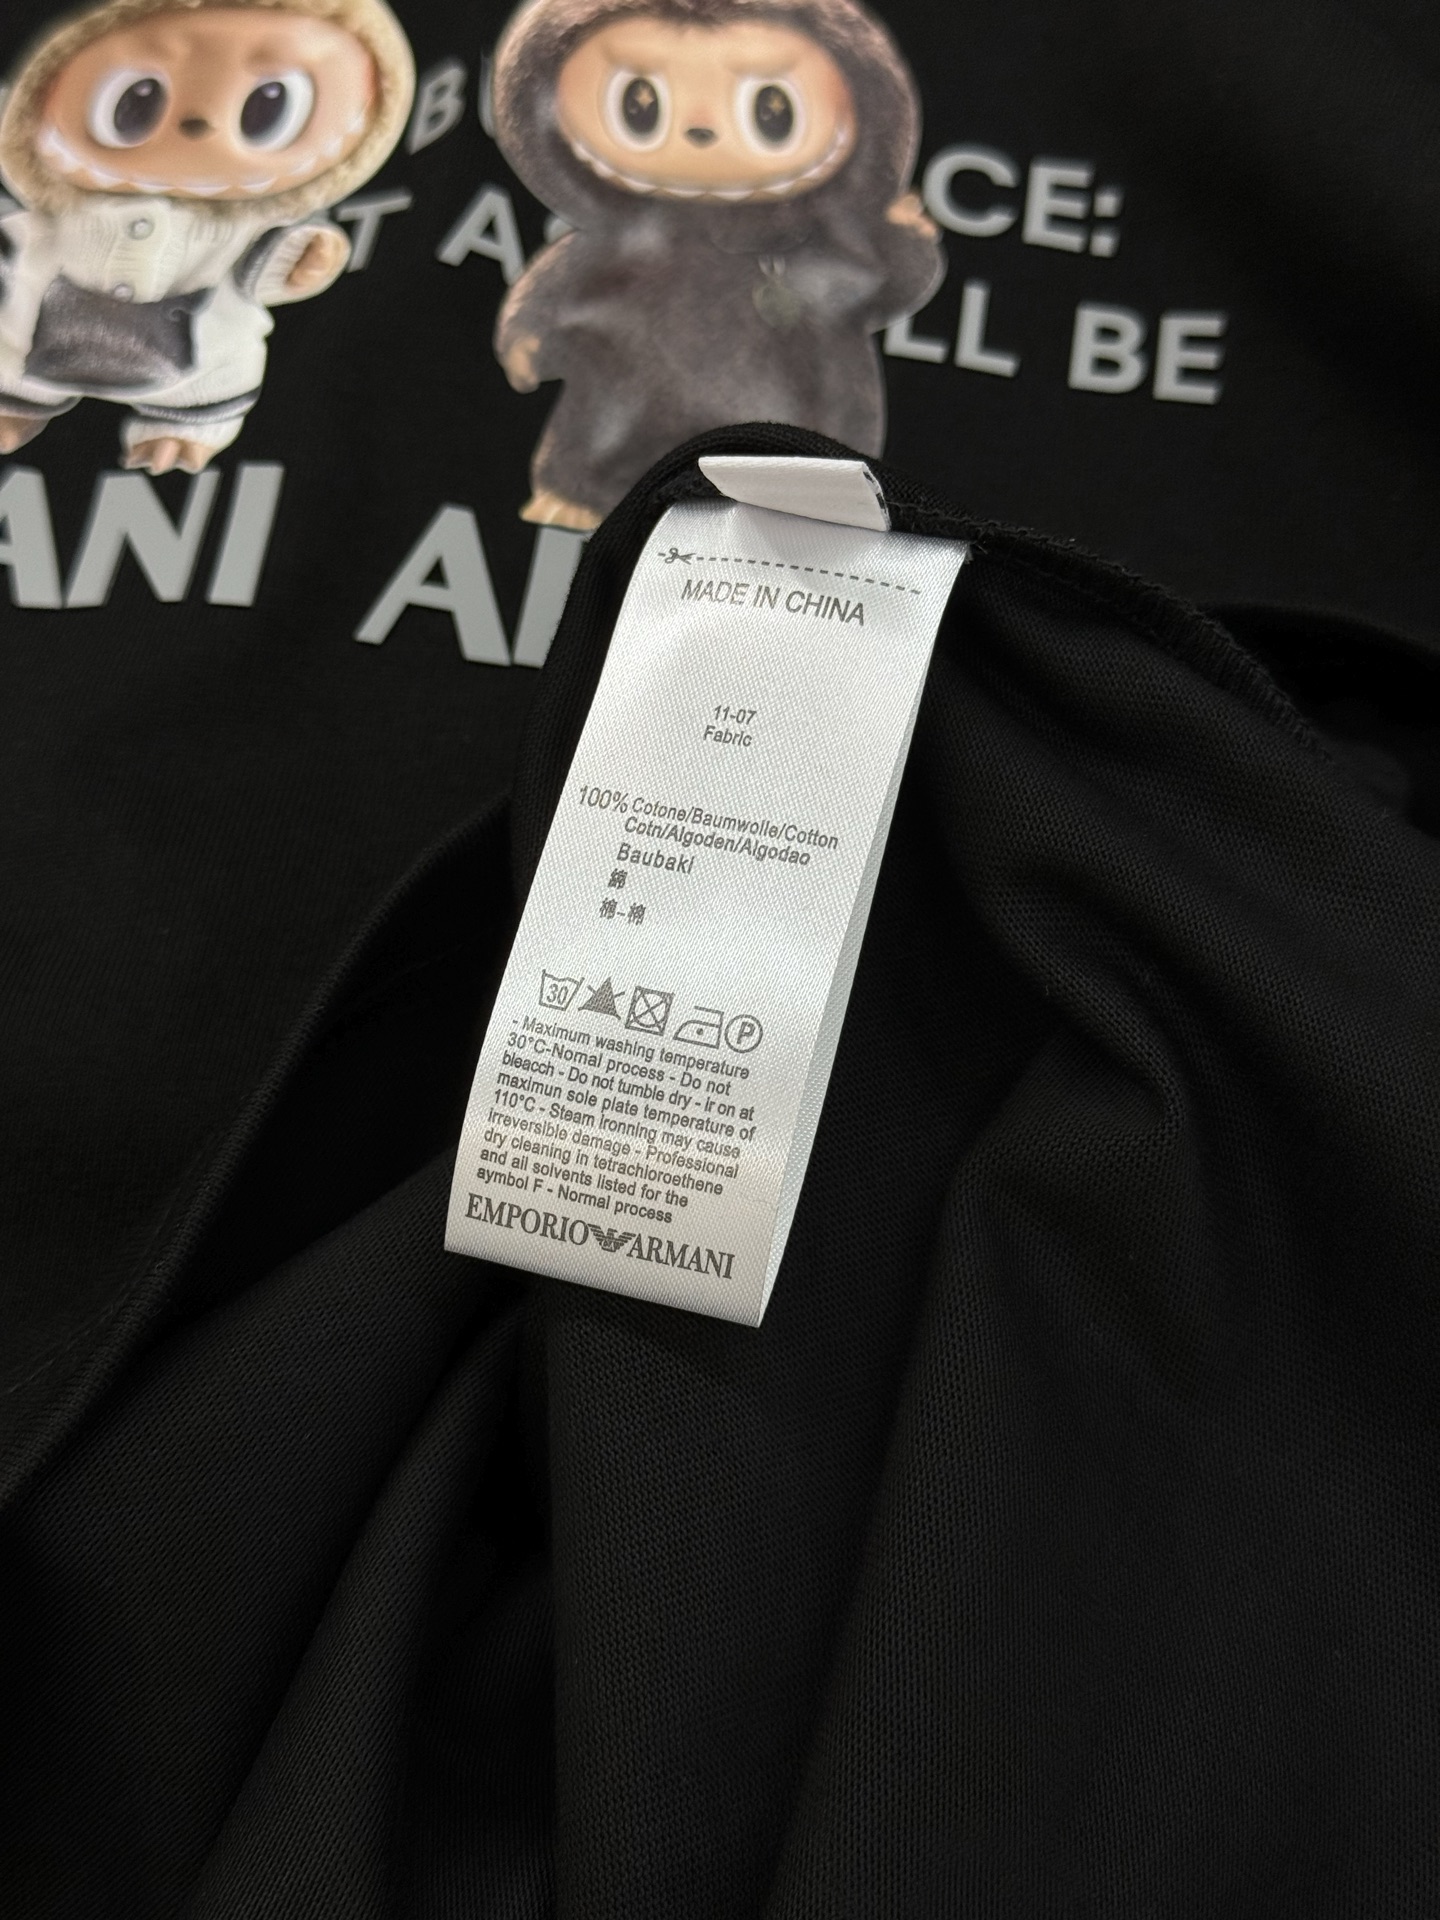 CE:
LL BE
ANI
MADE IN CHINA
11-07
Fabric
100% Cotone/Baumwolle/Cotton
Cotn/Algoden/Algodao
Baubaki
綿
棉-棉
30
P
- Maximum washing temperature
30°C-Nomal process - Do not
bleacch - Do not tumble dry - ir on at
maximun sole plate temperature of
110°C - Steam ironning may cause
irreversible damage - Professional
dry cleaning in tetrachloroethene
and all solvents listed for the
aymbol F - Normal process
EMPORIO ARMANI